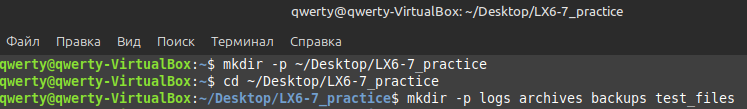 qwerty@qwerty-VirtualBox: ~/Desktop/LX6-7_practice
Файл Правка Вид Поиск Терминал Справка
qwerty@qwerty-VirtualBox:~$ mkdir -p ~/Desktop/LX6-7_practice
qwerty@qwerty-VirtualBox:~$ cd ~/Desktop/LX6-7_practice
qwerty@qwerty-VirtualBox:~/Desktop/LX6-7_practice$ mkdir -p logs archives backups test_files